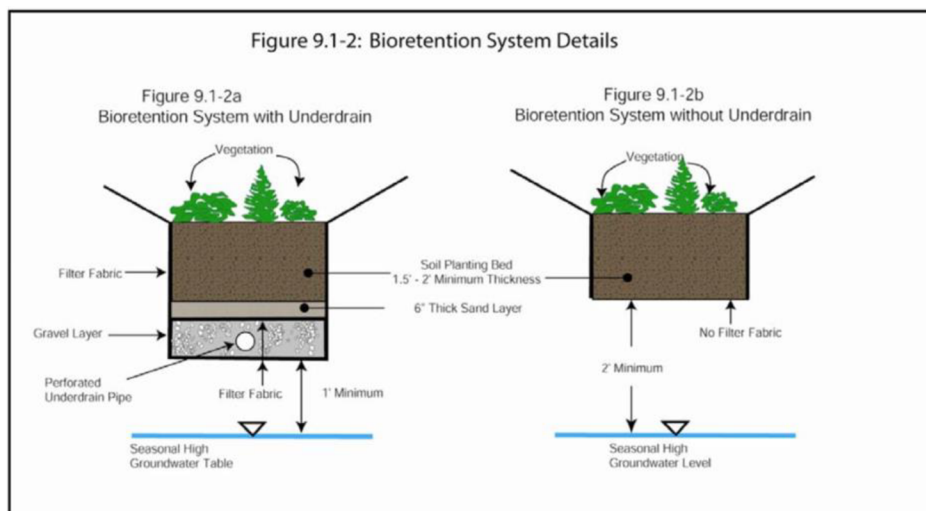 Figure 9.1-2: Bioretention System Details
Figure 9.1-2a
Bioretention System with Underdrain
Vegetation
Filter Fabric
Gravel Layer
Perforated
Underdrain Pipe
Filter Fabric
1' Minimum
Seasonal High
Groundwater Table
Soil Planting Bed
1.5' - 2' Minimum Thickness
6" Thick Sand Layer
Figure 9.1-2b
Bioretention System without Underdrain
Vegetation
No Filter Fabric
2' Minimum
Seasonal High
Groundwater Level